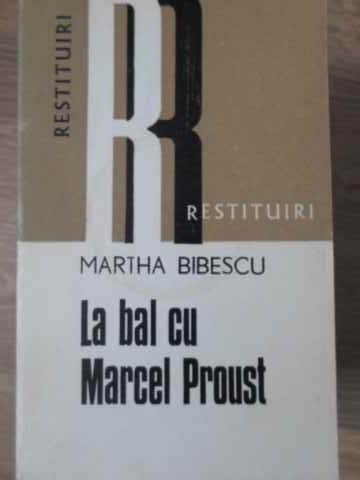 RESTITUIRI
R
RESTITUIRI
MARTHA BIBESCU
La bal cu
Marcel Proust